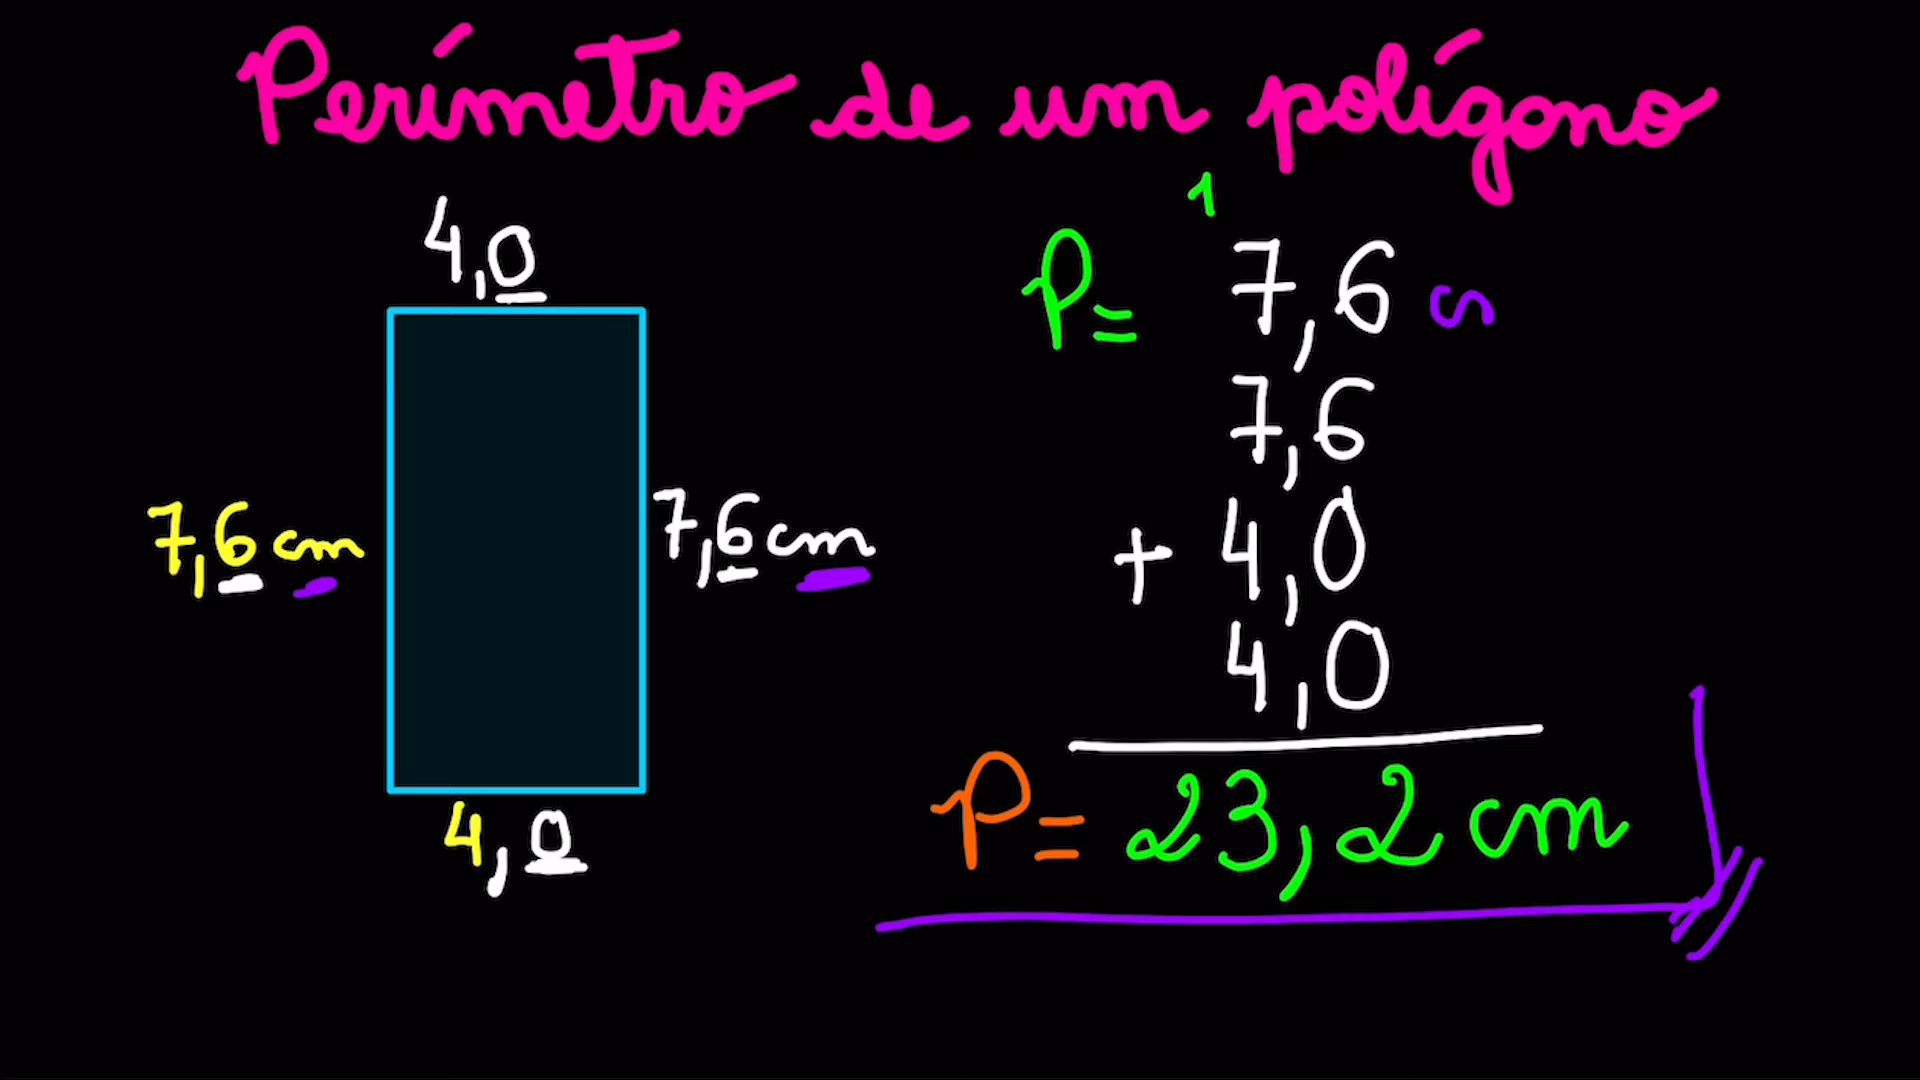 Perímetro de um polígono
4,0
7,6 cm
7,6 cm
4,0
1
P= 7,6
7,6
+ 4,0
4,0
P= 23,2 cm